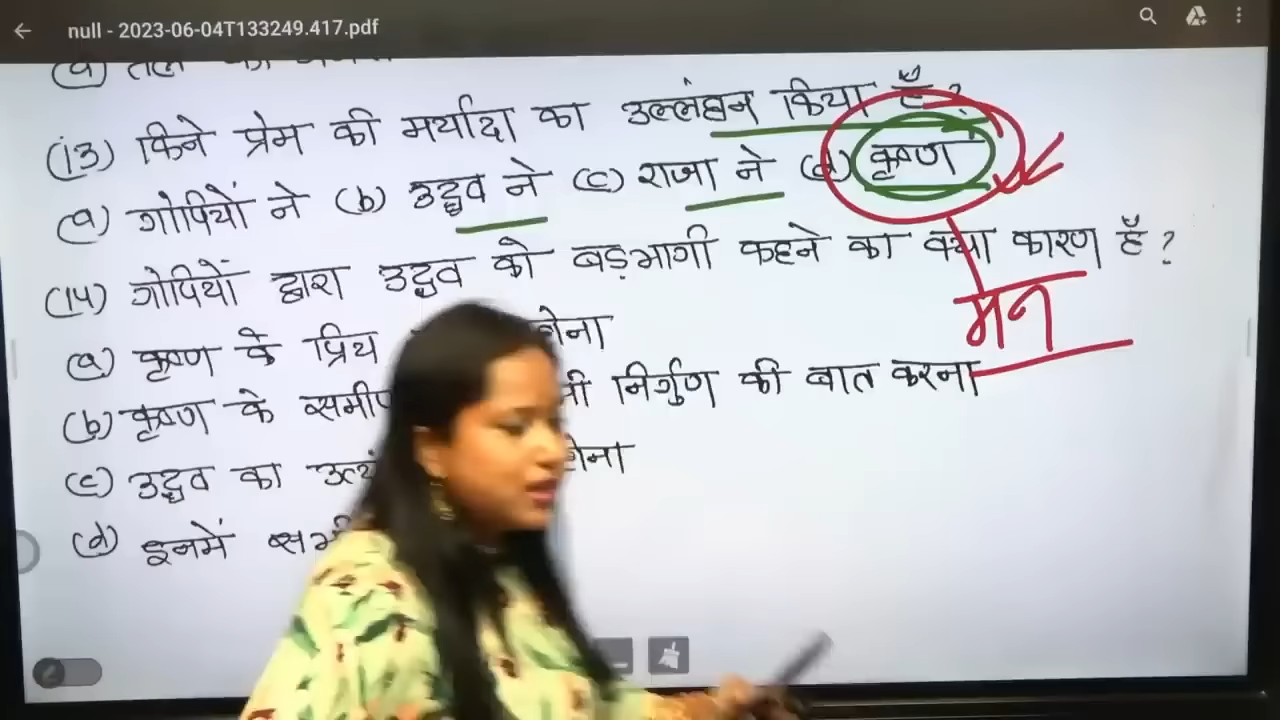 null - 2023-06-04T133249.417.pdf
(13) किने प्रेम की मर्यादा का उल्लंघन किया हैं ?
(a) गोपियों ने (b) उद्धव ने (c) राजा ने (d) कृष्ण
(14) गोपियों द्वारा उद्धव को बड़भागी कहने का क्या कारण हैं ?
मन
(a) कृष्ण के प्रिय होना
(b) कृष्ण के समीप भी निर्गुण की बात करना
(c) उद्धव का होना
(d) इनमें सभी